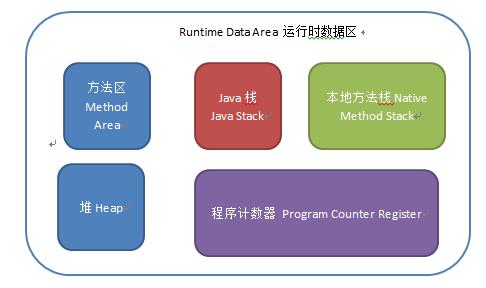 Runtime Data Area 运行时数据区
方法区
Method
Area
Java 栈
Java Stack
本地方法栈 Native
Method Stack
堆 Heap
程序计数器 Program Counter Register